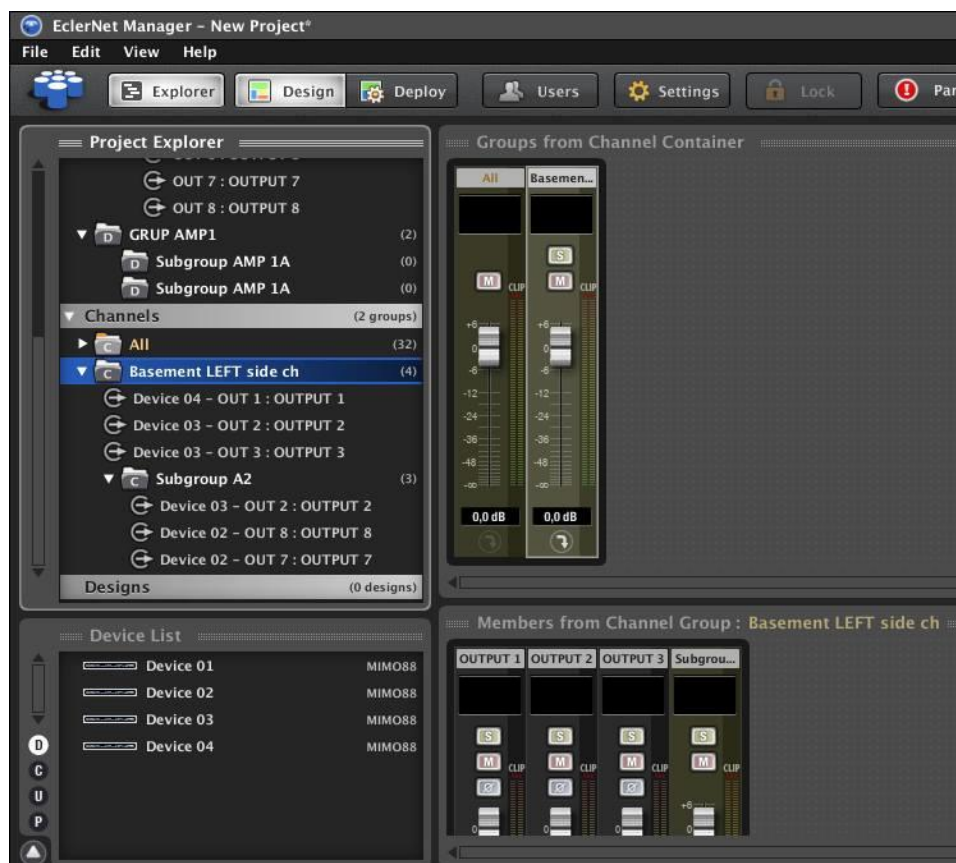 EclerNet Manager – New Project*
File Edit View Help
Explorer Design Deploy Users Settings Lock Par
Project Explorer
OUT 7 : OUTPUT 7
OUT 8 : OUTPUT 8
D GRUP AMP1 (2)
D Subgroup AMP 1A (0)
D Subgroup AMP 1A (0)
Channels (2 groups)
C All (32)
C Basement LEFT side ch (4)
Device 04 – OUT 1 : OUTPUT 1
Device 03 – OUT 2 : OUTPUT 2
Device 03 – OUT 3 : OUTPUT 3
C Subgroup A2 (3)
Device 03 – OUT 2 : OUTPUT 2
Device 02 – OUT 8 : OUTPUT 8
Device 02 – OUT 7 : OUTPUT 7
Designs (0 designs)
Device List
Device 01 MIMO88
Device 02 MIMO88
Device 03 MIMO88
Device 04 MIMO88
D
C
U
P
Groups from Channel Container
All Basemen...
S
M CLIP M CLIP
+6 +6
0 0
-6 -6
-12 -12
-24 -24
-36 -36
-48 -48
-∞ -∞
0,0 dB 0,0 dB
Members from Channel Group : Basement LEFT side ch
OUTPUT 1 OUTPUT 2 OUTPUT 3 Subgrou...
S S S S
M CLIP M CLIP M CLIP M CLIP
Ø Ø Ø
+6
0 0 0 0